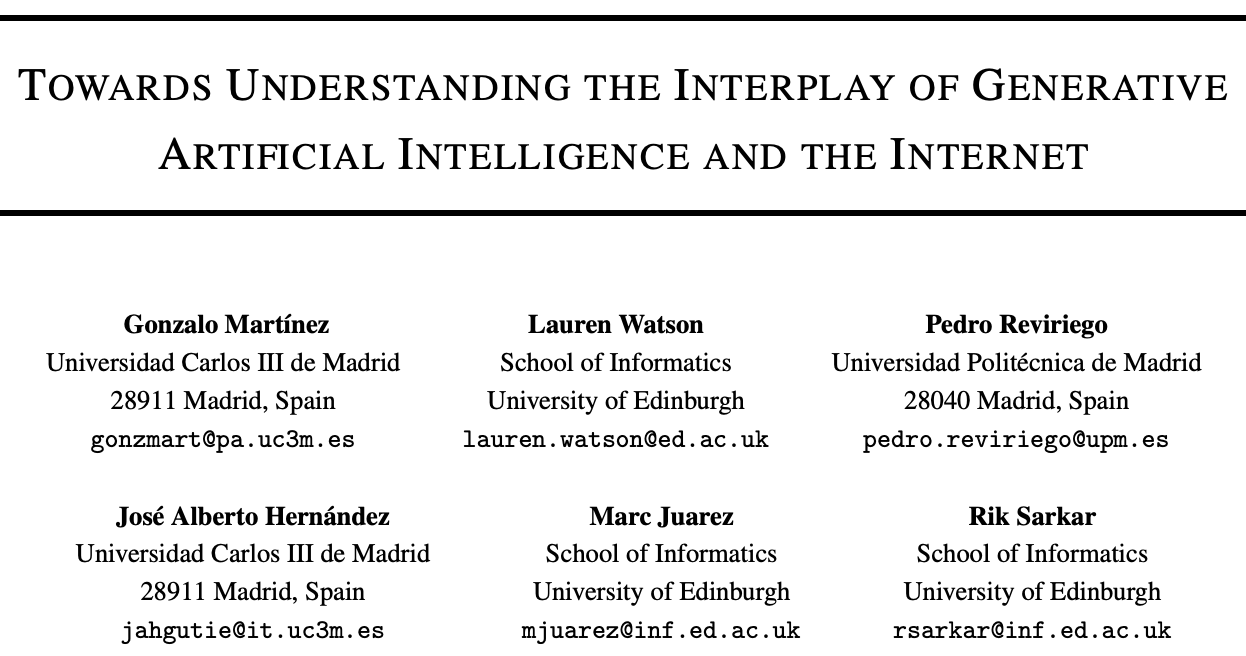 TOWARDS UNDERSTANDING THE INTERPLAY OF GENERATIVE
ARTIFICIAL INTELLIGENCE AND THE INTERNET
Gonzalo Martínez
Universidad Carlos III de Madrid
28911 Madrid, Spain
gonzmart@pa.uc3m.es
Lauren Watson
School of Informatics
University of Edinburgh
lauren.watson@ed.ac.uk
Pedro Reviriego
Universidad Politécnica de Madrid
28040 Madrid, Spain
pedro.reviriego@upm.es
José Alberto Hernández
Universidad Carlos III de Madrid
28911 Madrid, Spain
jahgutie@it.uc3m.es
Marc Juarez
School of Informatics
University of Edinburgh
mjuarez@inf.ed.ac.uk
Rik Sarkar
School of Informatics
University of Edinburgh
rsarkar@inf.ed.ac.uk